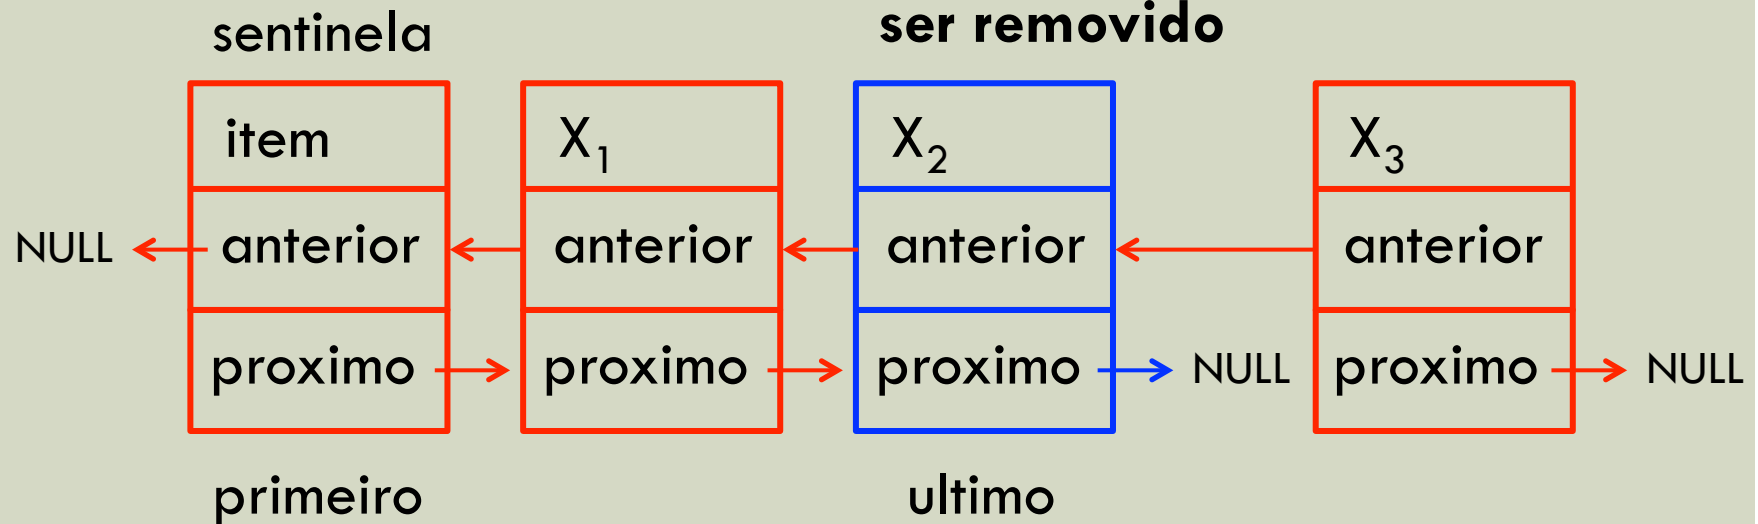 sentinela
ser removido
item X₁ X₂ X₃
NULL anterior anterior anterior anterior
proximo proximo proximo NULL proximo NULL
primeiro ultimo